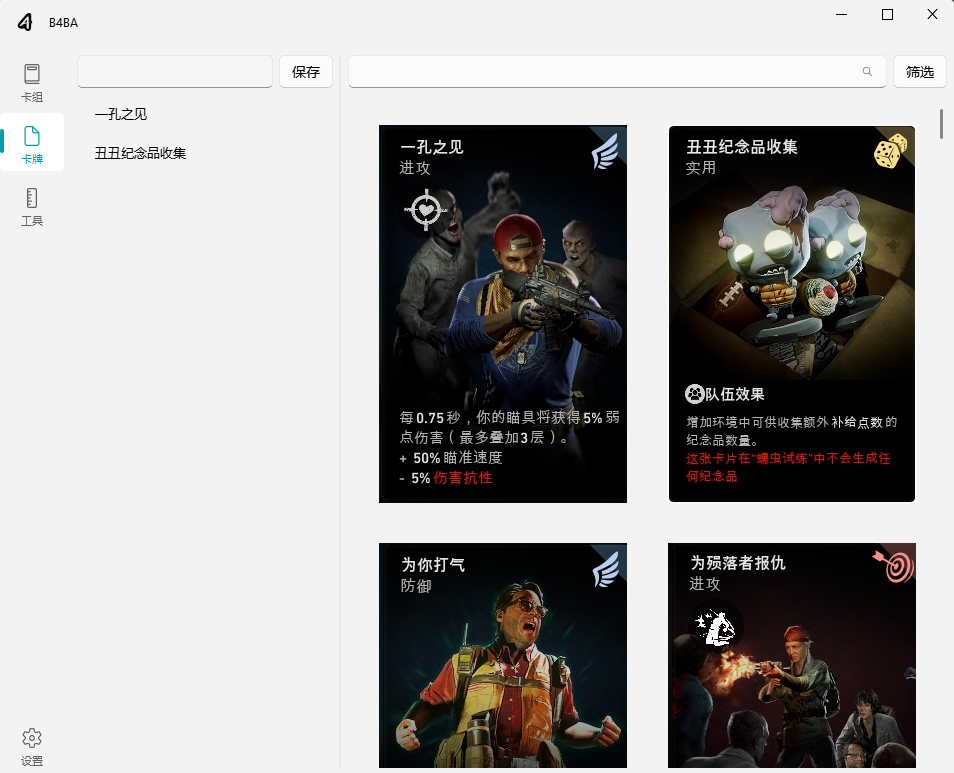 B4BA
卡组
卡牌
工具
设置
保存
一孔之见
丑丑纪念品收集
筛选
一孔之见
进攻
每0.75秒，你的瞄具将获得5%弱
点伤害（最多叠加3层）。
+ 50%瞄准速度
- 5%伤害抗性
丑丑纪念品收集
实用
队伍效果
增加环境中可供收集额外补给点数的
纪念品数量。
这张卡片在"蠕虫试练"中不会生成任
何纪念品
为你打气
防御
为殒落者报仇
进攻